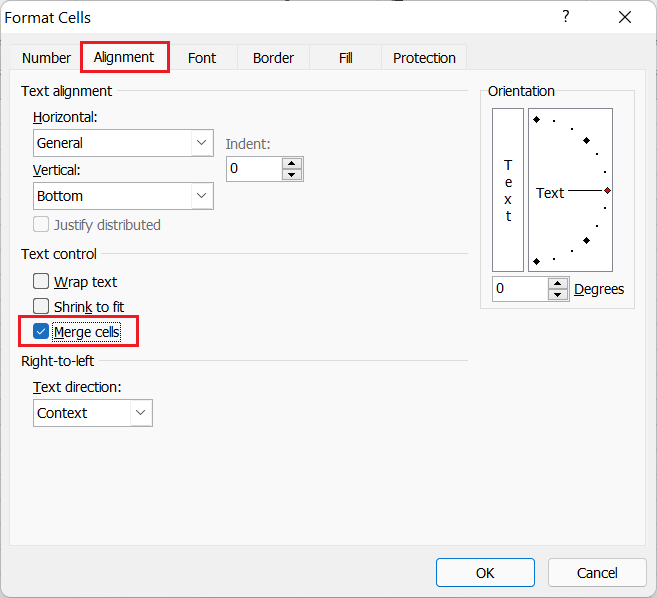 Format Cells ?
Number Alignment Font Border Fill Protection
Text alignment
Horizontal:
General
Indent:
0
Vertical:
Bottom
Justify distributed
Text control
Wrap text
Shrink to fit
Merge cells
Right-to-left
Text direction:
Context
Orientation
T
e
x
t
Text
0 Degrees
OK Cancel